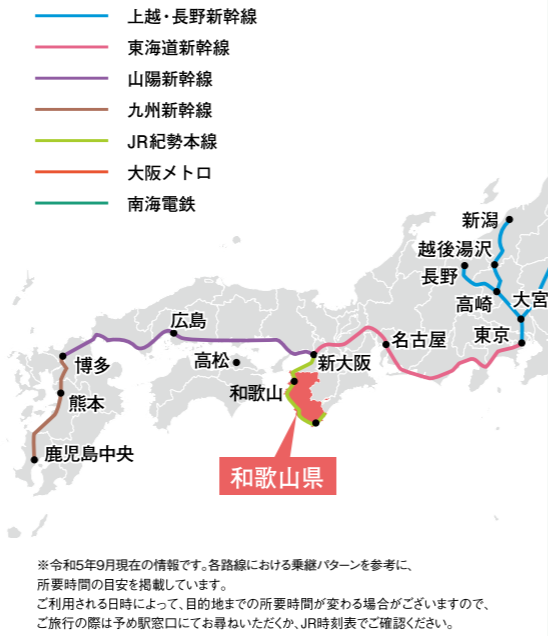 上越・長野新幹線
東海道新幹線
山陽新幹線
九州新幹線
JR紀勢本線
大阪メトロ
南海電鉄
新潟
越後湯沢
長野
高崎
大宮
東京
名古屋
新大阪
広島
高松
和歌山
博多
熊本
鹿児島中央
和歌山県
※令和5年9月現在の情報です。各路線における乗継パターンを参考に、
所要時間の目安を掲載しています。
ご利用される日時によって、目的地までの所要時間が変わる場合がございますので、
ご旅行の際は予め駅窓口にてお尋ねいただくか、JR時刻表でご確認ください。